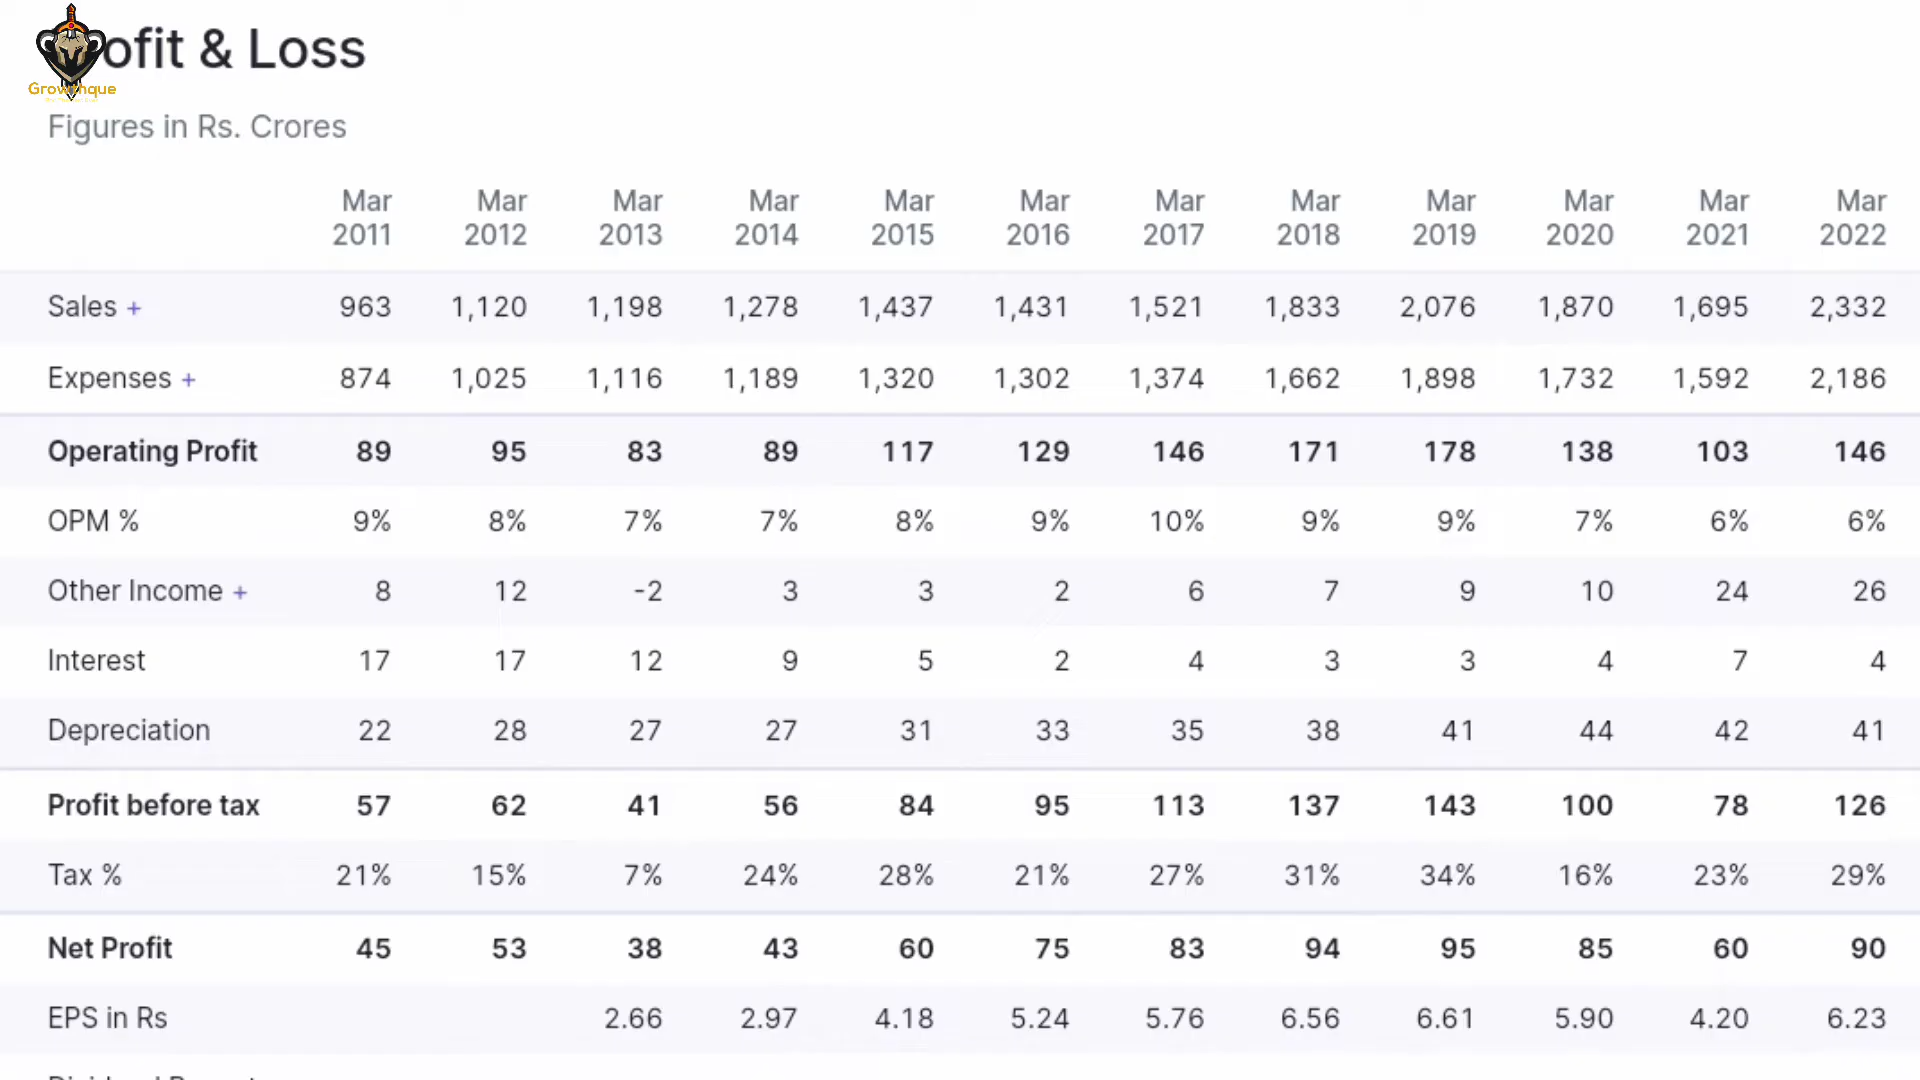 ofit & Loss
Growthque
Figures in Rs. Crores
Mar Mar Mar Mar Mar Mar Mar Mar Mar Mar Mar Mar
2011 2012 2013 2014 2015 2016 2017 2018 2019 2020 2021 2022
Sales + 963 1,120 1,198 1,278 1,437 1,431 1,521 1,833 2,076 1,870 1,695 2,332
Expenses + 874 1,025 1,116 1,189 1,320 1,302 1,374 1,662 1,898 1,732 1,592 2,186
Operating Profit 89 95 83 89 117 129 146 171 178 138 103 146
OPM % 9% 8% 7% 7% 8% 9% 10% 9% 9% 7% 6% 6%
Other Income + 8 12 -2 3 3 2 6 7 9 10 24 26
Interest 17 17 12 9 5 2 4 3 3 4 7 4
Depreciation 22 28 27 27 31 33 35 38 41 44 42 41
Profit before tax 57 62 41 56 84 95 113 137 143 100 78 126
Tax % 21% 15% 7% 24% 28% 21% 27% 31% 34% 16% 23% 29%
Net Profit 45 53 38 43 60 75 83 94 95 85 60 90
EPS in Rs 2.66 2.97 4.18 5.24 5.76 6.56 6.61 5.90 4.20 6.23